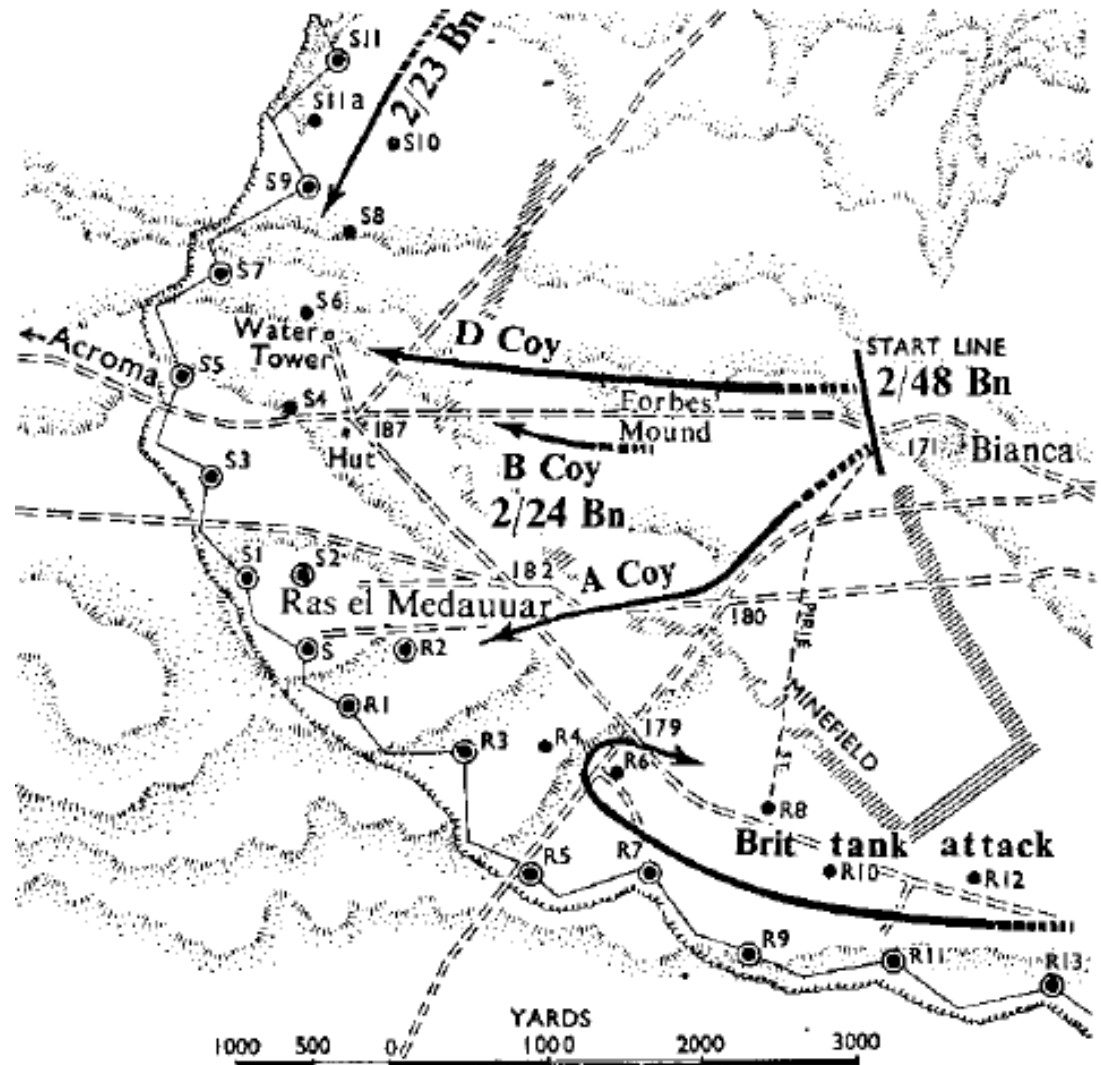 S11
2/23 Bn
S11a
S10
S9
S8
S7
S6
Water
Tower
D Coy
START LINE
2/48 Bn
←Acroma
S5
S4
Forbes'
Mound
187
Hut
171
Bianca
S3
B Coy
2/24 Bn
S1
S2
182
A Coy
Ras el Medauuar
180
PIRIE
ST.
S
R2
MINEFIELD
R1
179
R3
R4
R6
R8
Brit tank attack
R5
R7
R10
R12
R9
R11
R13
YARDS
1000 500 0 1000 2000 3000